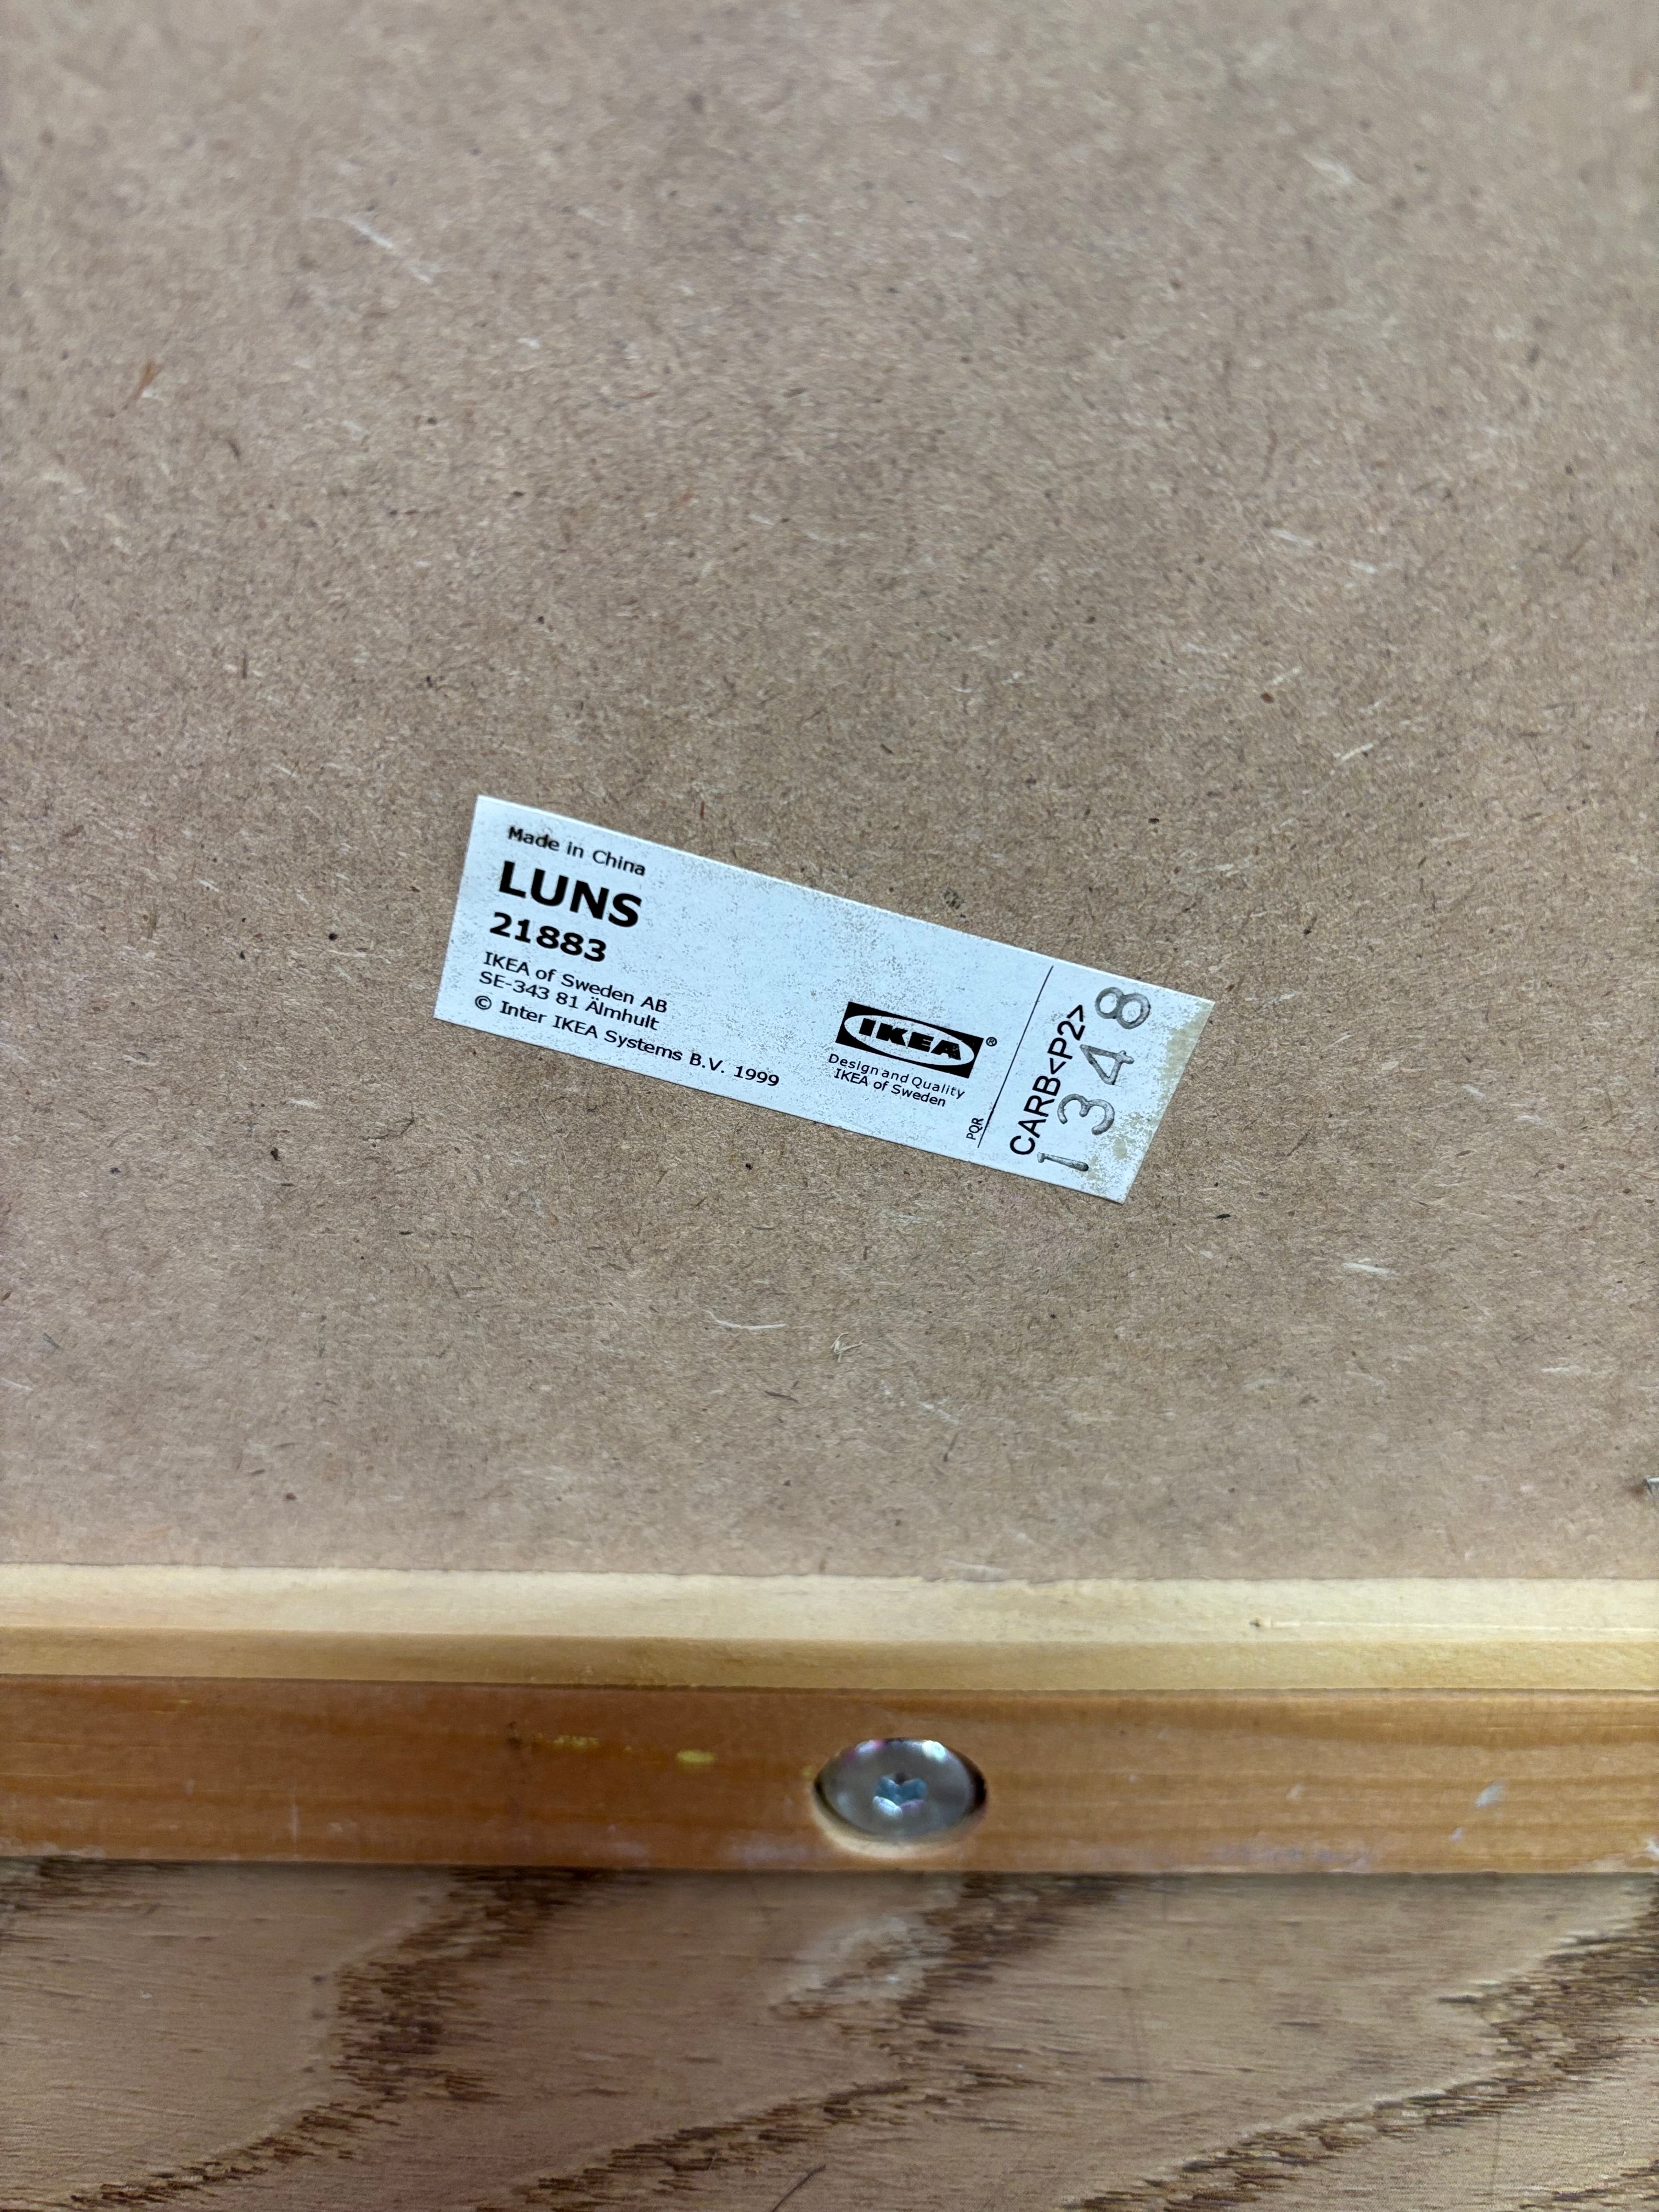 Made in China
LUNS
21883
IKEA of Sweden AB
SE-343 81 Älmhult
© Inter IKEA Systems B.V. 1999
IKEA®
Design and Quality
IKEA of Sweden
PQR
CARB<P2>
1348